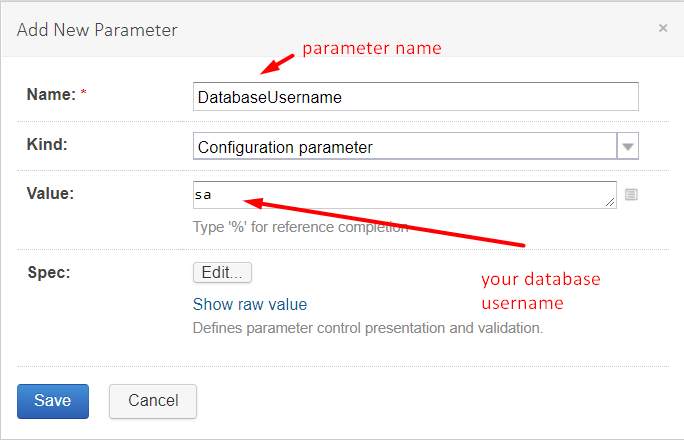 Add New Parameter ×
parameter name
Name: * DatabaseUsername
Kind: Configuration parameter
Value: sa
Type '%' for reference completion
your database
username
Spec: Edit...
Show raw value
Defines parameter control presentation and validation.
Save Cancel